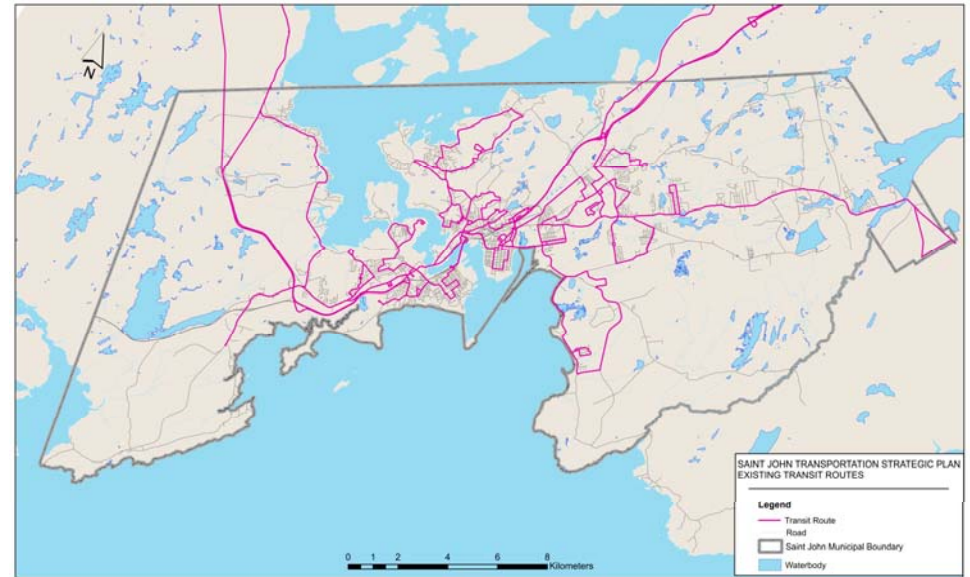 N
SAINT JOHN TRANSPORTATION STRATEGIC PLAN
EXISTING TRANSIT ROUTES
Legend
Transit Route
Road
Saint John Municipal Boundary
Waterbody
0 1 2 4 6 8
Kilometers